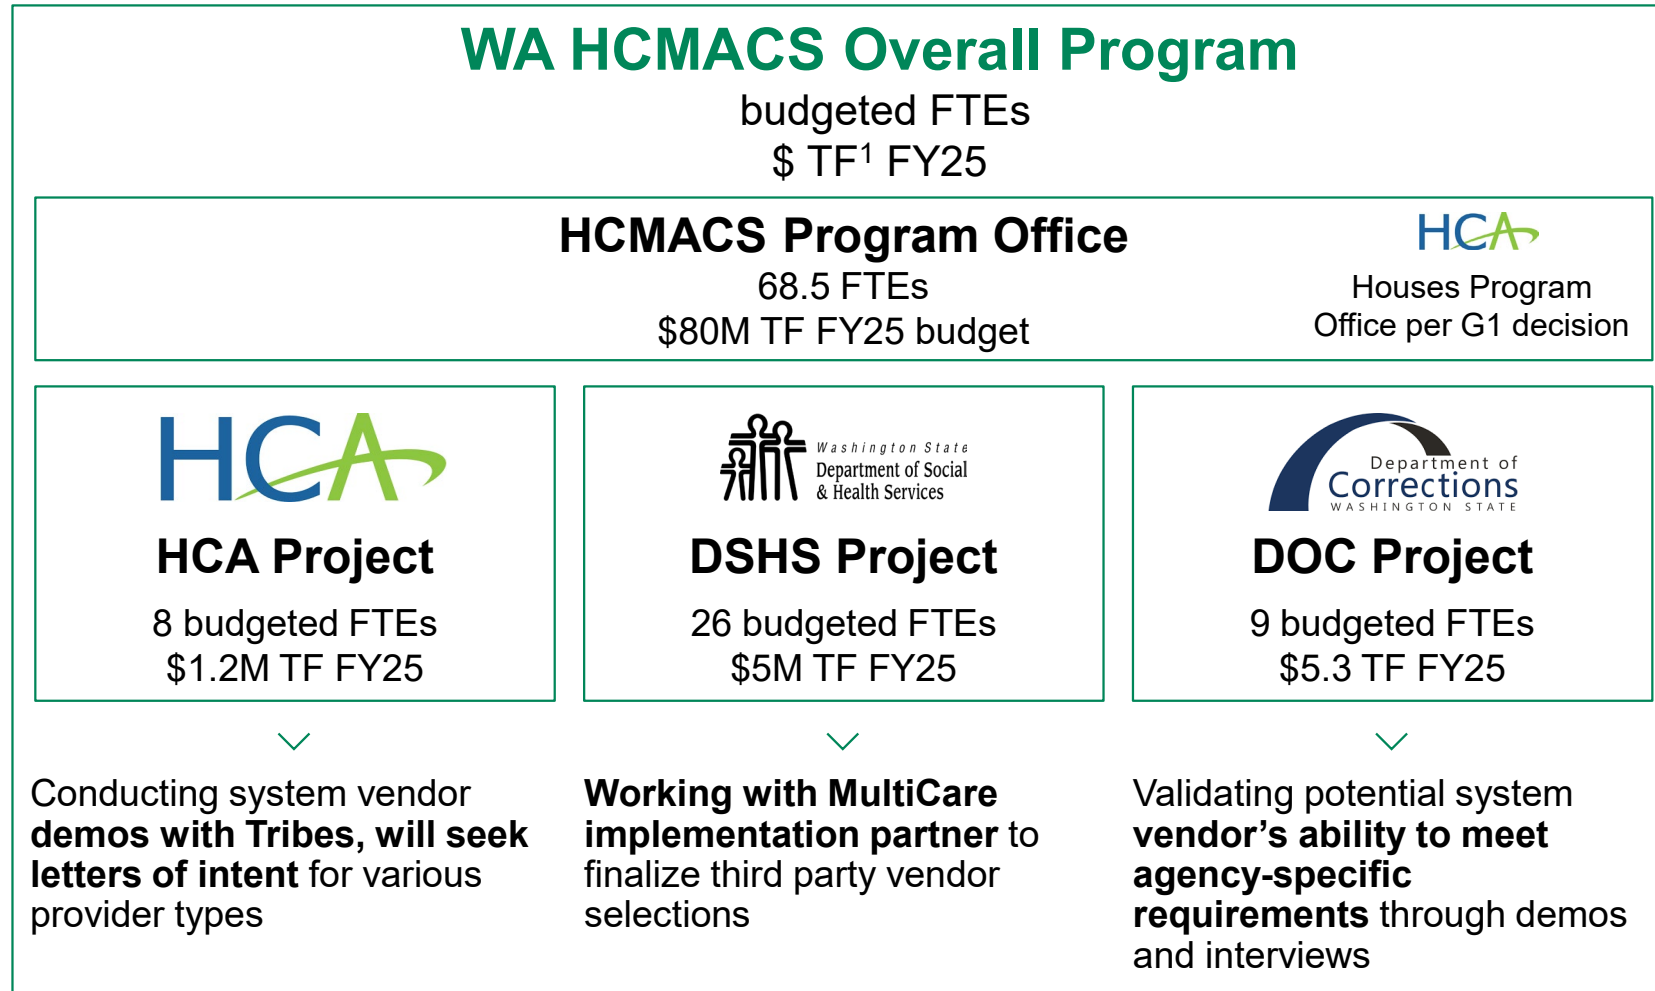 WA HCMACS Overall Program
budgeted FTEs
$ TF¹ FY25
HCMACS Program Office
68.5 FTEs
$80M TF FY25 budget
HCA
Houses Program
Office per G1 decision
HCA
HCA Project
8 budgeted FTEs
$1.2M TF FY25
Washington State
Department of Social
& Health Services
DSHS Project
26 budgeted FTEs
$5M TF FY25
Department of
Corrections
WASHINGTON STATE
DOC Project
9 budgeted FTEs
$5.3 TF FY25
Conducting system vendor
demos with Tribes, will seek
letters of intent for various
provider types
Working with MultiCare
implementation partner to
finalize third party vendor
selections
Validating potential system
vendor’s ability to meet
agency-specific
requirements through demos
and interviews